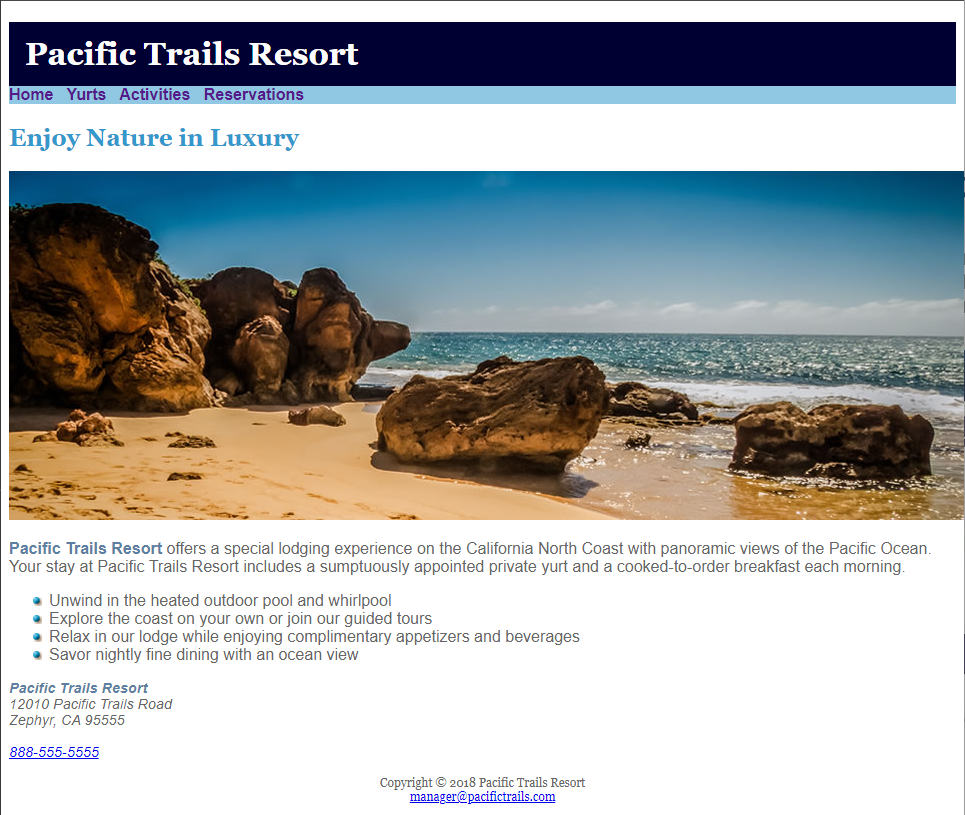 Pacific Trails Resort
Home Yurts Activities Reservations
Enjoy Nature in Luxury
Pacific Trails Resort offers a special lodging experience on the California North Coast with panoramic views of the Pacific Ocean.
Your stay at Pacific Trails Resort includes a sumptuously appointed private yurt and a cooked-to-order breakfast each morning.
Unwind in the heated outdoor pool and whirlpool
Explore the coast on your own or join our guided tours
Relax in our lodge while enjoying complimentary appetizers and beverages
Savor nightly fine dining with an ocean view
Pacific Trails Resort
12010 Pacific Trails Road
Zephyr, CA 95555
888-555-5555
Copyright © 2018 Pacific Trails Resort
manager@pacifictrails.com